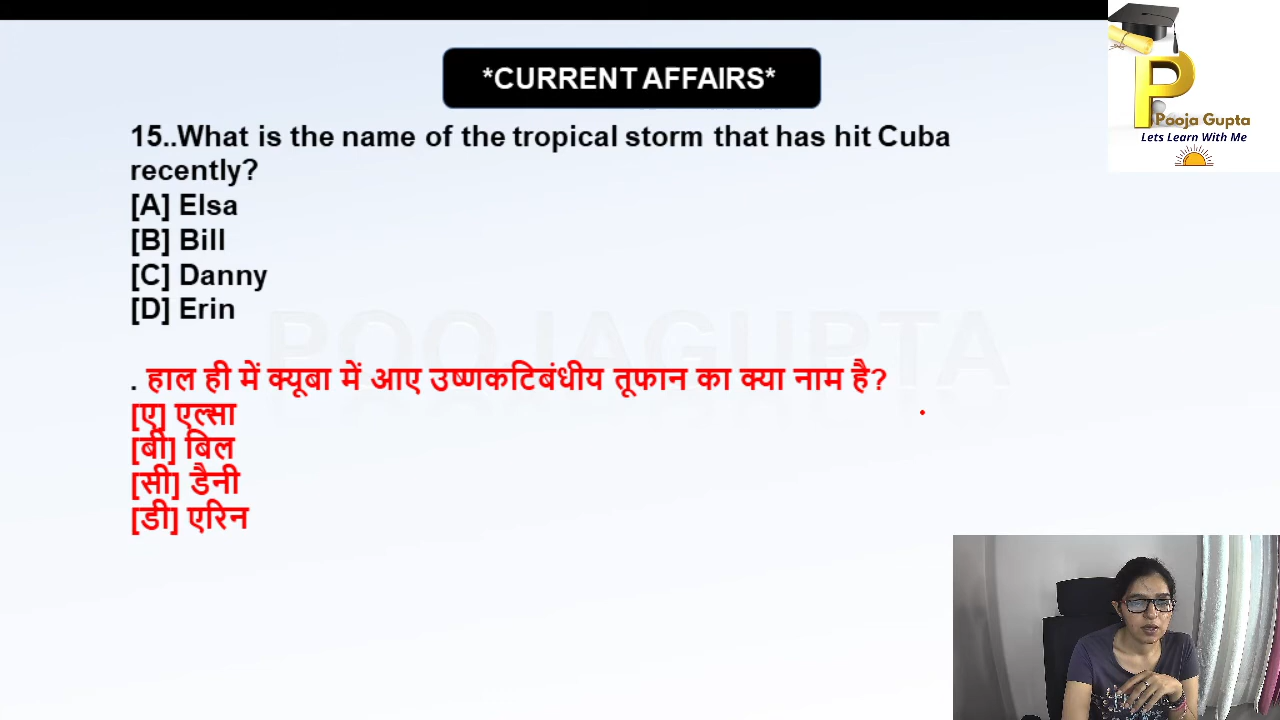 *CURRENT AFFAIRS*
P
Pooja Gupta
Lets Learn With Me
15..What is the name of the tropical storm that has hit Cuba
recently?
[A] Elsa
[B] Bill
[C] Danny
[D] Erin
POOJAGUPTA
. हाल ही में क्यूबा में आए उष्णकटिबंधीय तूफान का क्या नाम है?
[ए] एल्सा
[बी] बिल
[सी] डैनी
[डी] एरिन